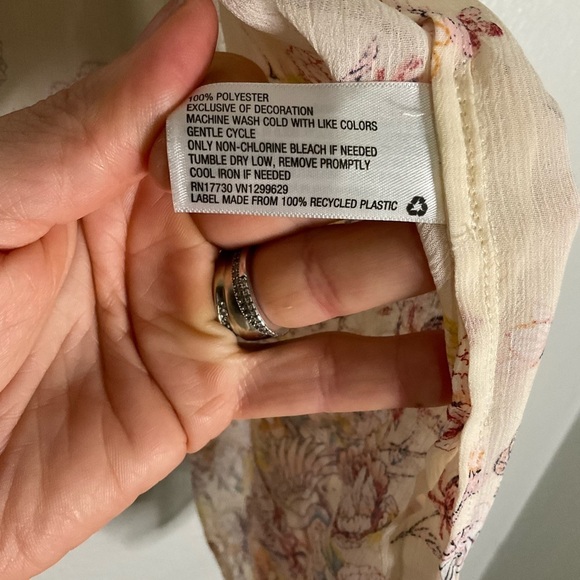 100% POLYESTER
EXCLUSIVE OF DECORATION
MACHINE WASH COLD WITH LIKE COLORS
GENTLE CYCLE
ONLY NON-CHLORINE BLEACH IF NEEDED
TUMBLE DRY LOW, REMOVE PROMPTLY
COOL IRON IF NEEDED
RN17730 VN1299629
LABEL MADE FROM 100% RECYCLED PLASTIC